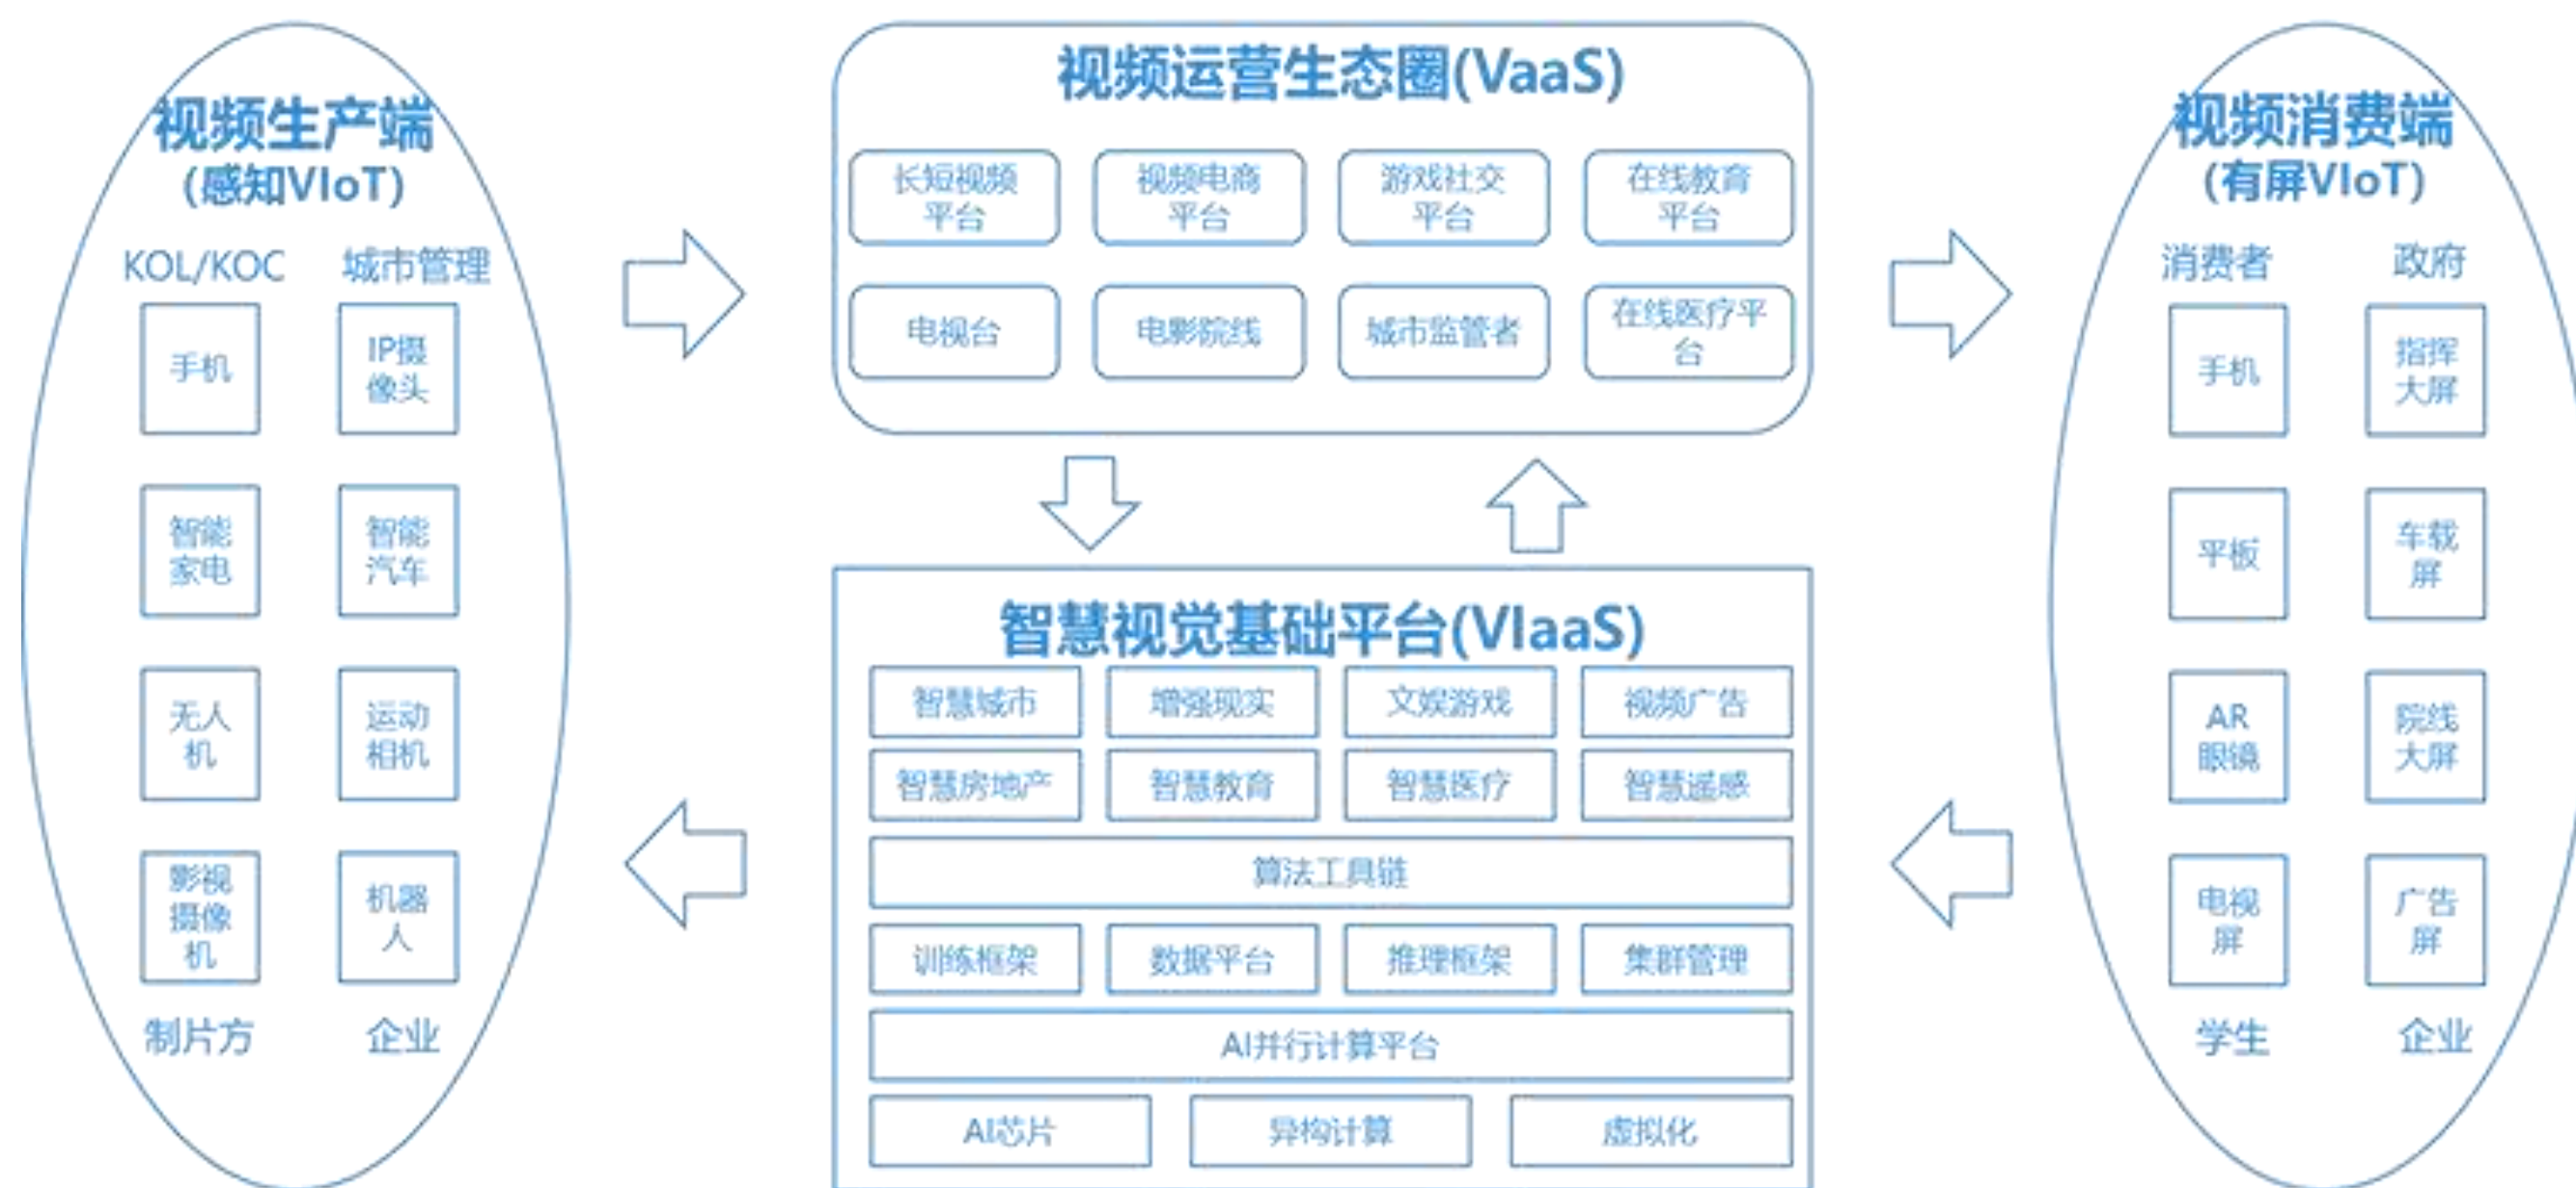 视频生产端
(感知VIoT)
KOL/KOC
城市管理
手机
IP摄
像头
智能
家电
智能
汽车
无人
机
运动
相机
影视
摄像
机
机器
人
制片方
企业
视频运营生态圈(VaaS)
长短视频
平台
视频电商
平台
游戏社交
平台
在线教育
平台
电视台
电影院线
城市监管者
在线医疗平
台
智慧视觉基础平台(VIaaS)
智慧城市
增强现实
文娱游戏
视频广告
智慧房地产
智慧教育
智慧医疗
智慧遥感
算法工具链
训练框架
数据平台
推理框架
集群管理
AI并行计算平台
AI芯片
异构计算
虚拟化
视频消费端
(有屏VIoT)
消费者
政府
手机
指挥
大屏
平板
车载
屏
AR
眼镜
院线
大屏
电视
屏
广告
屏
学生
企业